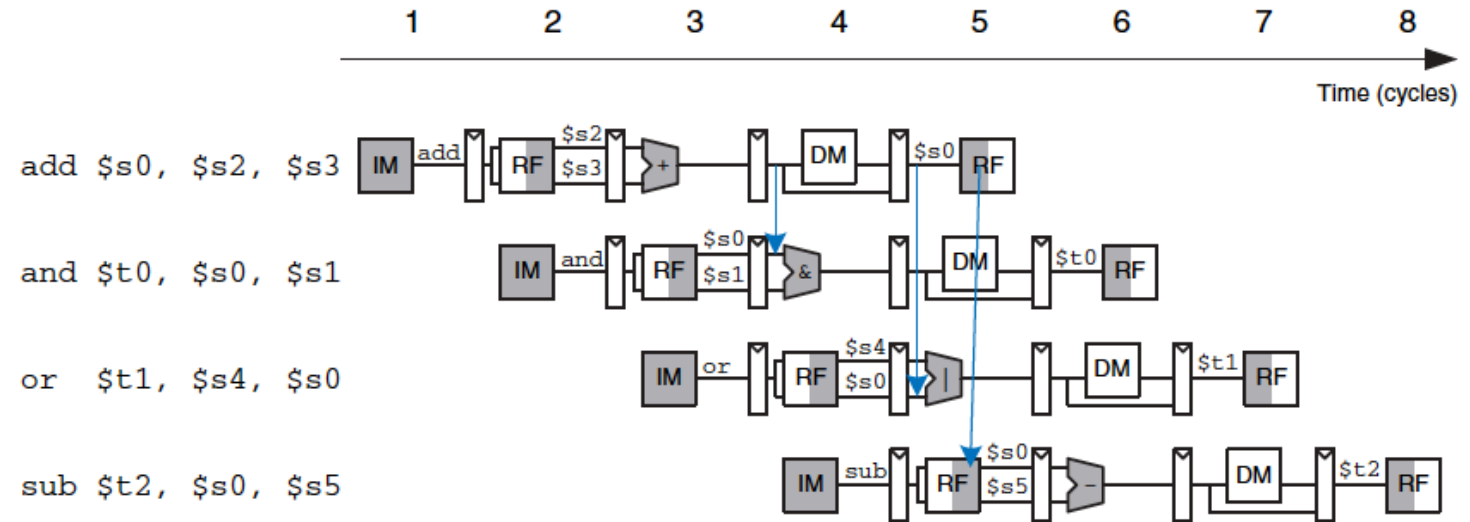 1 2 3 4 5 6 7 8
Time (cycles)
add $s0, $s2, $s3 IM add RF $s2 $s3 + DM $s0 RF
and $t0, $s0, $s1 IM and RF $s0 $s1 & DM $t0 RF
or $t1, $s4, $s0 IM or RF $s4 $s0 | DM $t1 RF
sub $t2, $s0, $s5 IM sub RF $s0 $s5 - DM $t2 RF